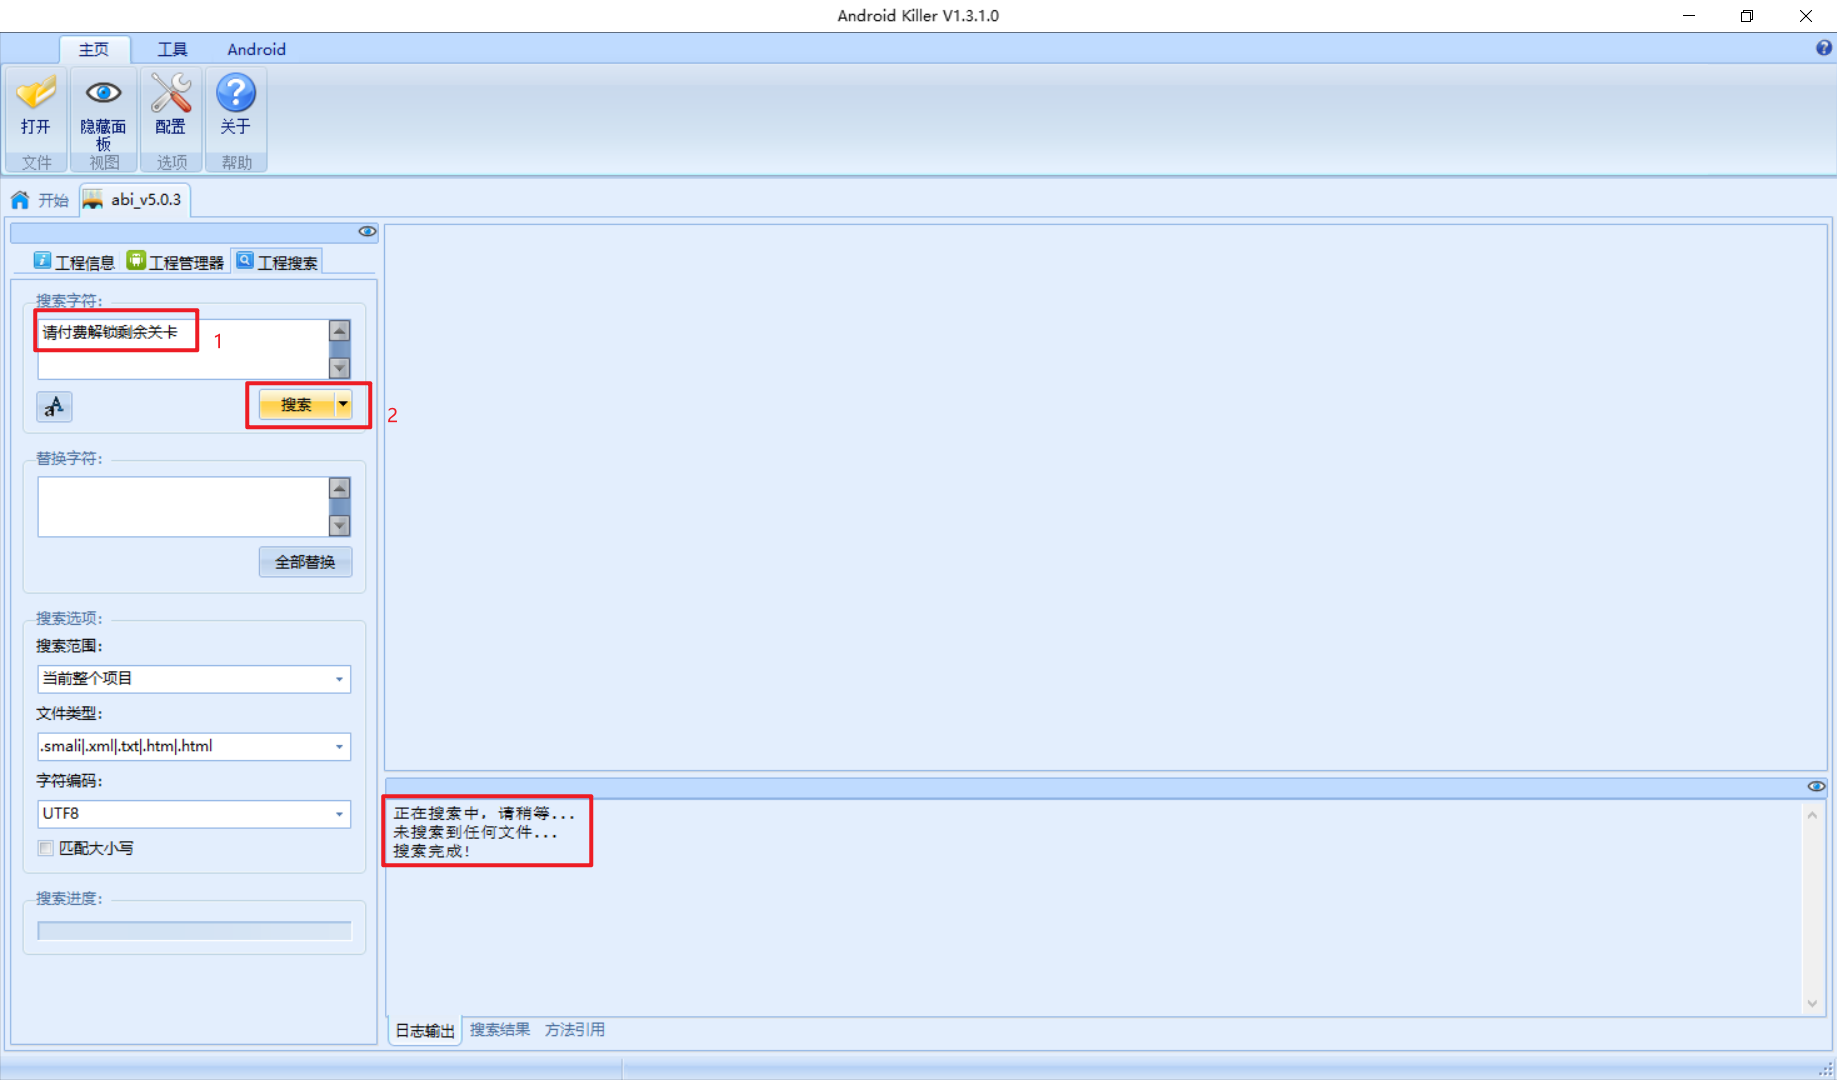 Android Killer V1.3.1.0
主页 工具 Android
打开 隐藏面板 配置 关于
文件 视图 选项 帮助
开始 abi_v5.0.3
工程信息 工程管理器 工程搜索
搜索字符:
请付费解锁剩余关卡
1
aA
搜索
2
替换字符:
全部替换
搜索选项:
搜索范围:
当前整个项目
文件类型:
.smali|.xml|.txt|.htm|.html
字符编码:
UTF8
匹配大小写
搜索进度:
正在搜索中，请稍等...
未搜索到任何文件...
搜索完成!
日志输出 搜索结果 方法引用